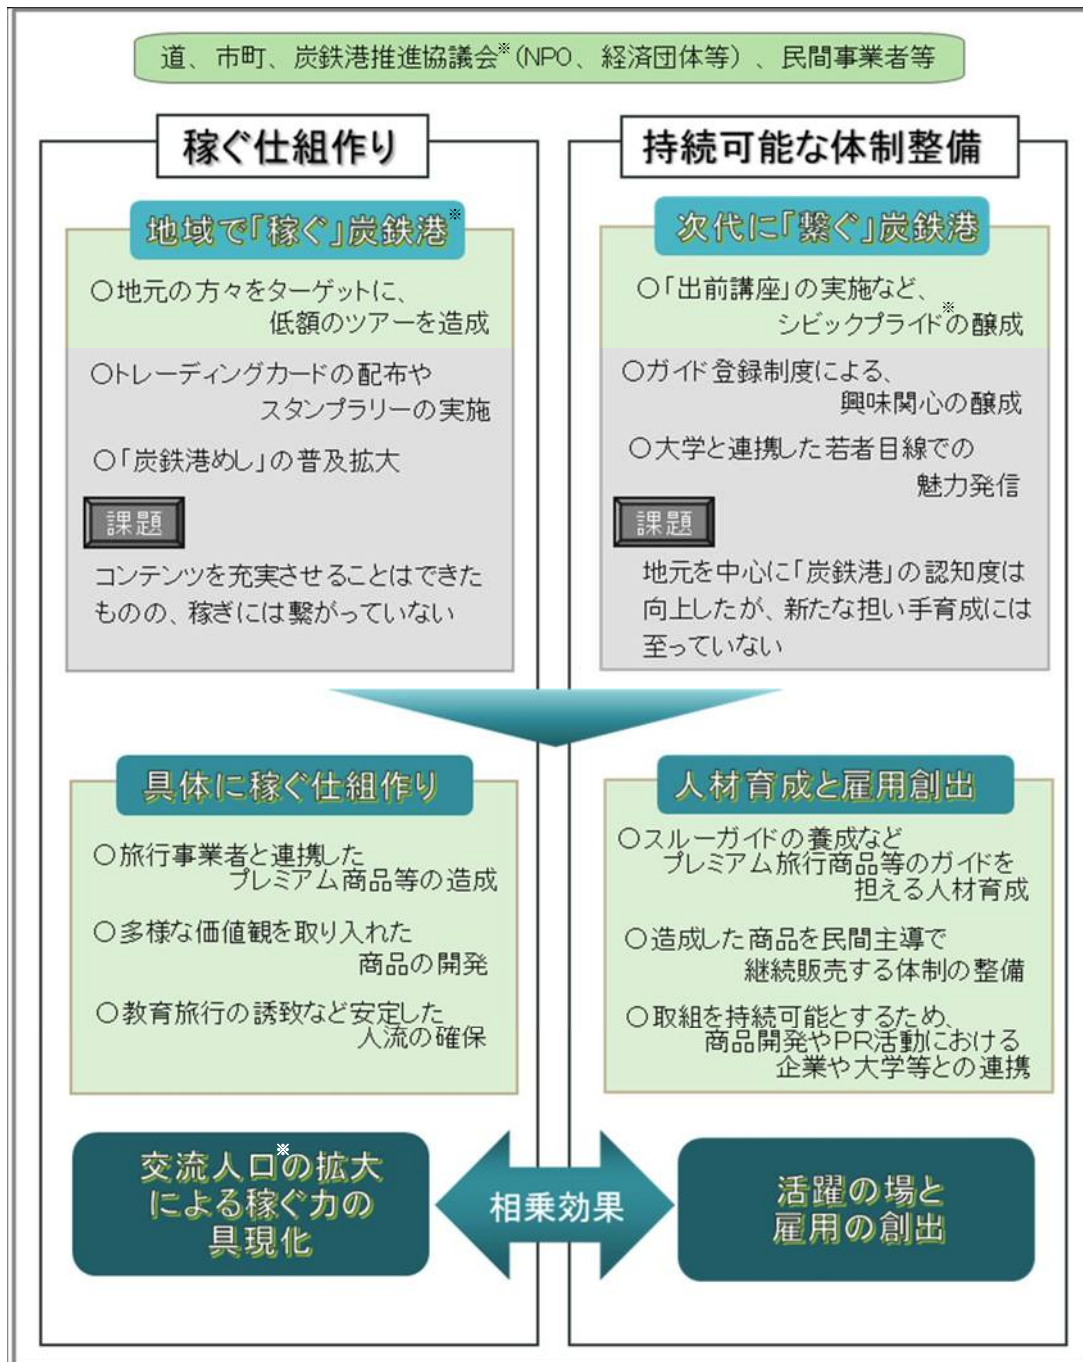 道、市町、炭鉄港推進協議会※(NPO、経済団体等)、民間事業者等
稼ぐ仕組作り
地域で「稼ぐ」炭鉄港※
○地元の方々をターゲットに、
低額のツアーを造成
○トレーディングカードの配布や
スタンプラリーの実施
○「炭鉄港めし」の普及拡大
課題
コンテンツを充実させることはできた
ものの、稼ぎには繋がっていない
持続可能な体制整備
次代に「繋ぐ」炭鉄港
○「出前講座」の実施など、
シビックプライド※の醸成
○ガイド登録制度による、
興味関心の醸成
○大学と連携した若者目線での
魅力発信
課題
地元を中心に「炭鉄港」の認知度は
向上したが、新たな担い手育成には
至っていない
具体に稼ぐ仕組作り
○旅行事業者と連携した
プレミアム商品等の造成
○多様な価値観を取り入れた
商品の開発
○教育旅行の誘致など安定した
人流の確保
人材育成と雇用創出
○スルーガイドの養成など
プレミアム旅行商品等のガイドを
担える人材育成
○造成した商品を民間主導で
継続販売する体制の整備
○取組を持続可能とするため、
商品開発やPR活動における
企業や大学等との連携
交流人口※の拡大
による稼ぐ力の
具現化
相乗効果
活躍の場と
雇用の創出